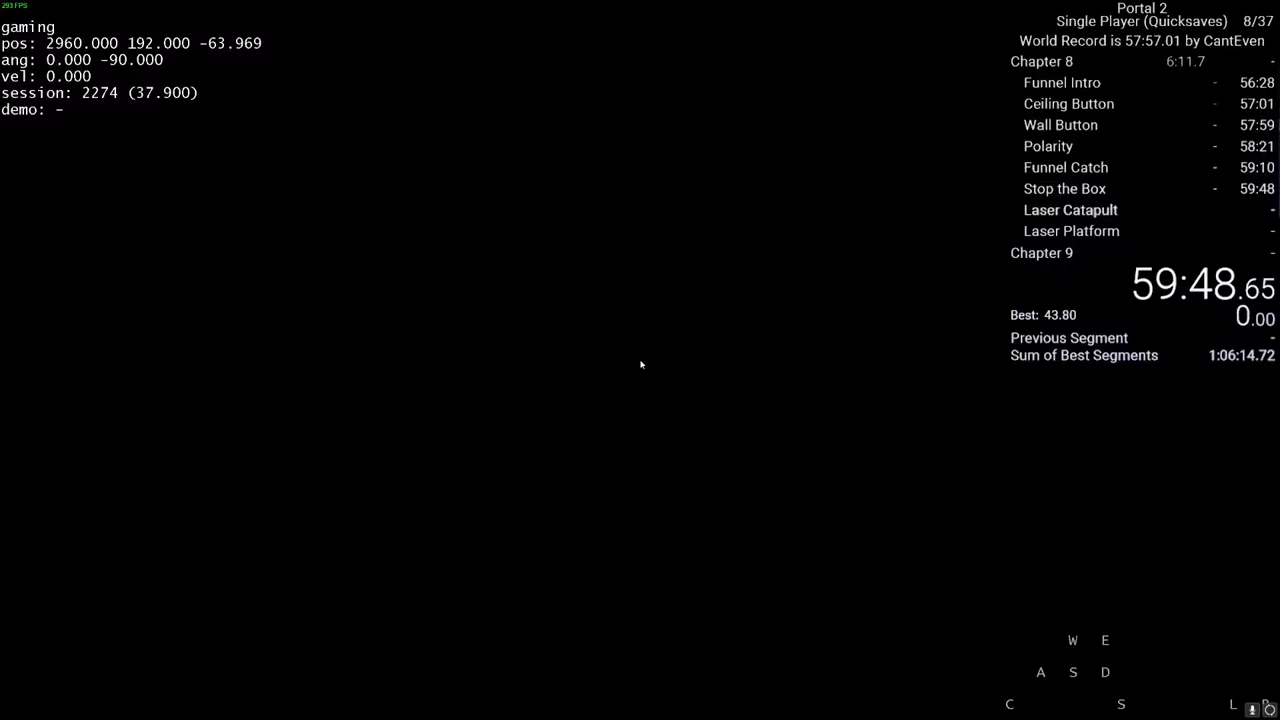 293 FPS
gaming
pos: 2960.000 192.000 -63.969
ang: 0.000 -90.000
vel: 0.000
session: 2274 (37.900)
demo: -
Portal 2
Single Player (Quicksaves) 8/37
World Record is 57:57.01 by CantEven
Chapter 8 6:11.7 -
Funnel Intro - 56:28
Ceiling Button - 57:01
Wall Button - 57:59
Polarity - 58:21
Funnel Catch - 59:10
Stop the Box - 59:48
Laser Catapult -
Laser Platform -
Chapter 9 -
59:48.65
Best: 43.80 0.00
Previous Segment -
Sum of Best Segments 1:06:14.72
W E
A S D
C S L